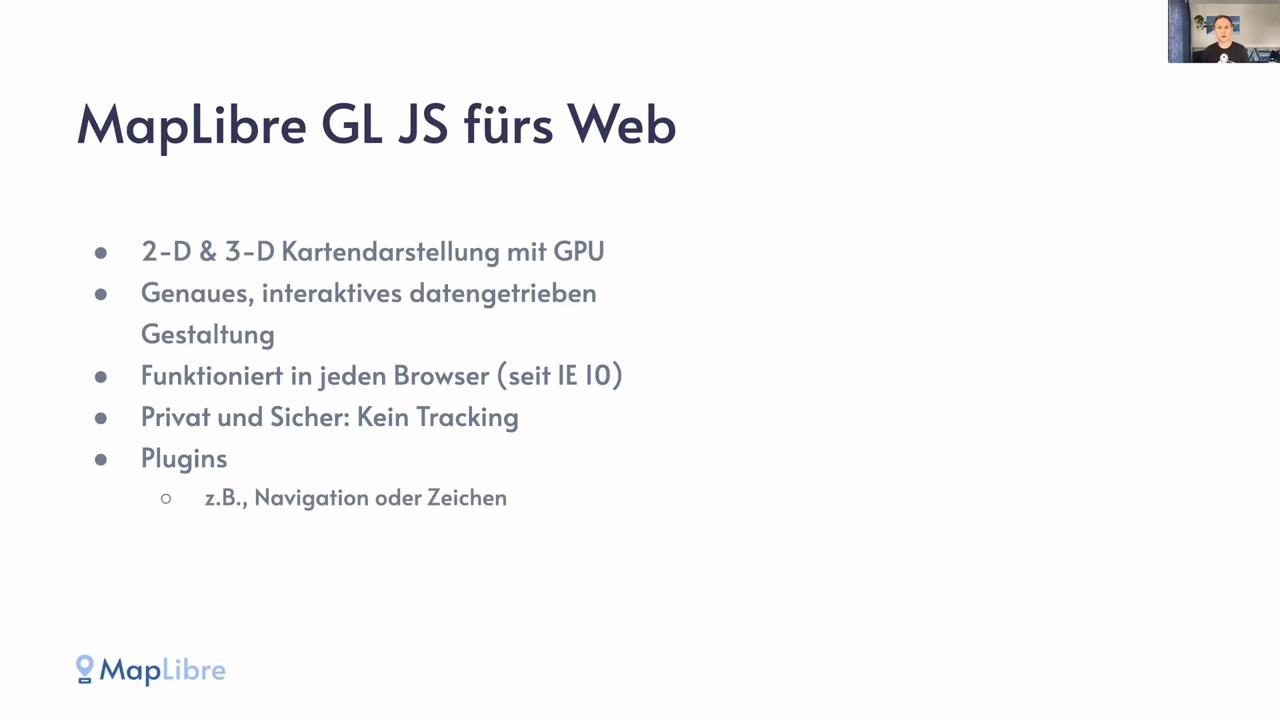 MapLibre GL JS fürs Web
● 2-D & 3-D Kartendarstellung mit GPU
● Genaues, interaktives datengetrieben
Gestaltung
● Funktioniert in jeden Browser (seit IE 10)
● Privat und Sicher: Kein Tracking
● Plugins
○ z.B., Navigation oder Zeichen
MapLibre